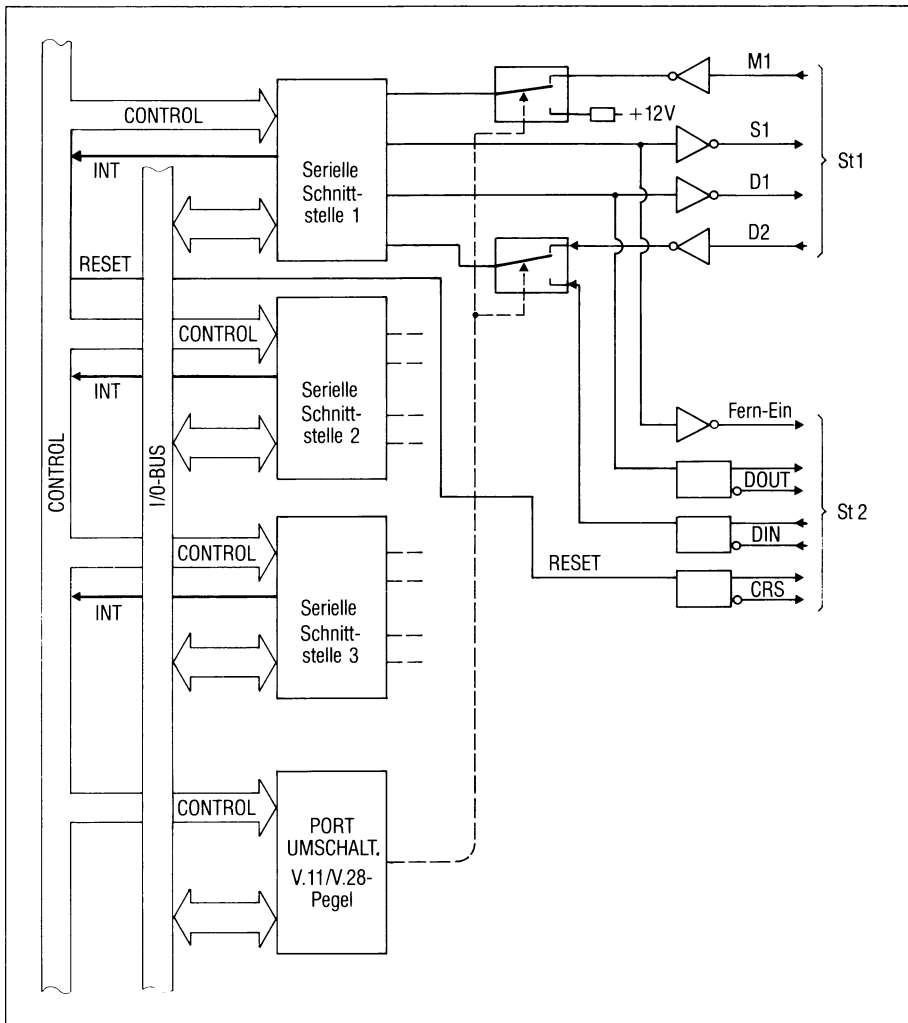 M1
CONTROL
+12V
S1
INT
Serielle
Schnitt-
stelle 1
St1
D1
D2
RESET
CONTROL
INT
Serielle
Schnitt-
stelle 2
Fern-Ein
CONTROL
I/0-BUS
DOUT
St 2
DIN
CONTROL
RESET
CRS
INT
Serielle
Schnitt-
stelle 3
CONTROL
PORT
UMSCHALT.
V.11/V.28-
Pegel